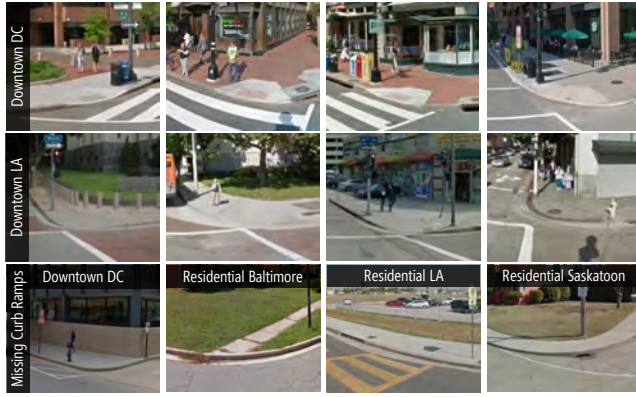 Downtown DC
Downtown LA
Missing Curb Ramps
Downtown DC
Residential Baltimore
Residential LA
Residential Saskatoon